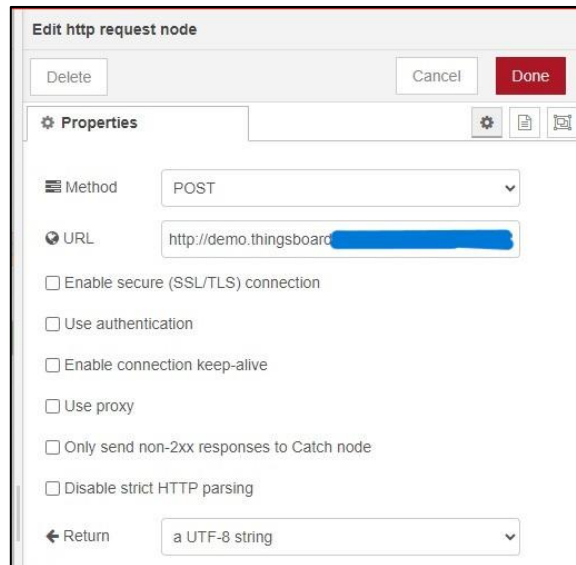 Edit http request node
Delete Cancel Done
Properties
Method POST
URL http://demo.thingsboard
Enable secure (SSL/TLS) connection
Use authentication
Enable connection keep-alive
Use proxy
Only send non-2xx responses to Catch node
Disable strict HTTP parsing
Return a UTF-8 string